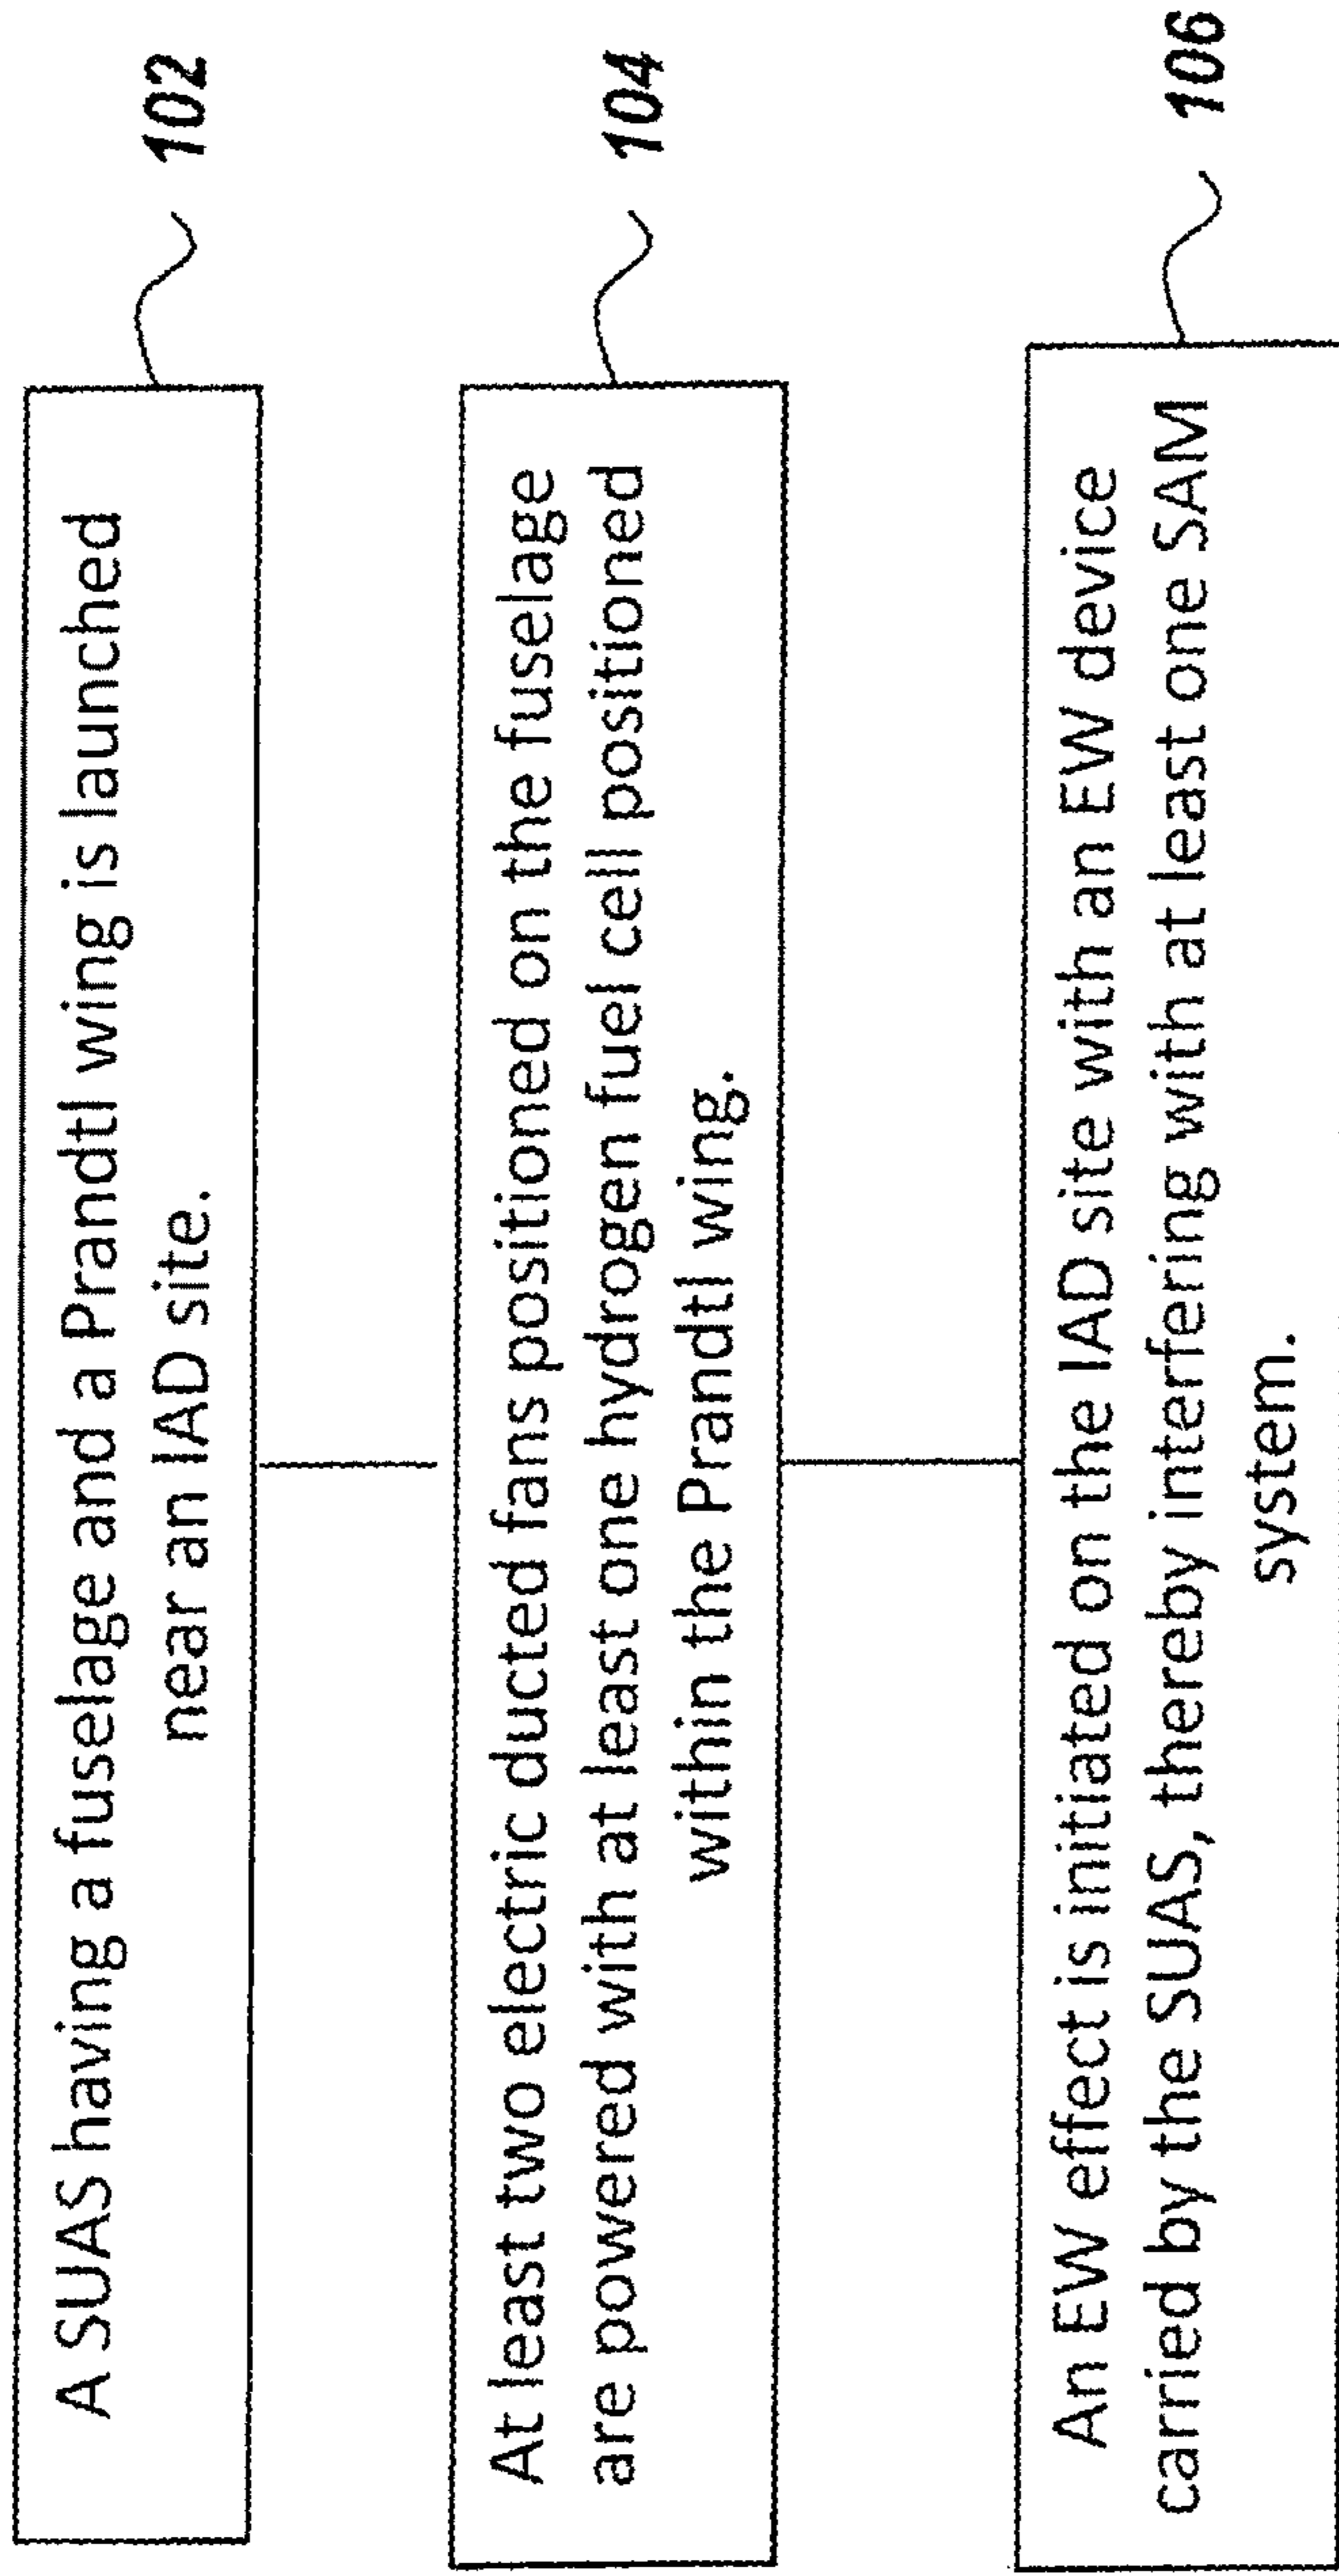 A SUAS having a fuselage and a Prandtl wing is launched
near an IAD site.
102
At least two electric ducted fans positioned on the fuselage
are powered with at least one hydrogen fuel cell positioned
within the Prandtl wing.
104
An EW effect is initiated on the IAD site with an EW device
carried by the SUAS, thereby interfering with at least one SAM
system.
106